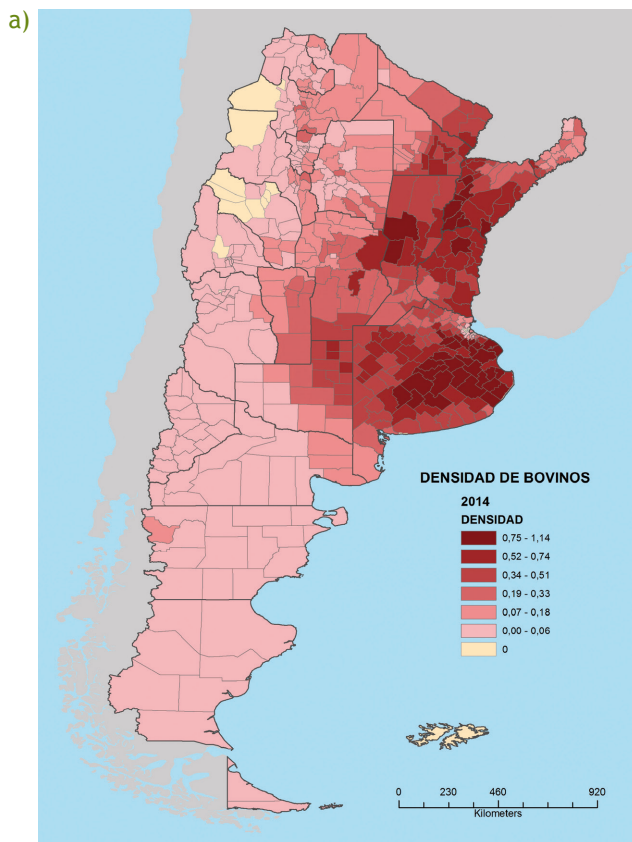 a)
DENSIDAD DE BOVINOS
2014
DENSIDAD
0,75 - 1,14
0,52 - 0,74
0,34 - 0,51
0,19 - 0,33
0,07 - 0,18
0,00 - 0,06
0
0 230 460 920
Kilometers